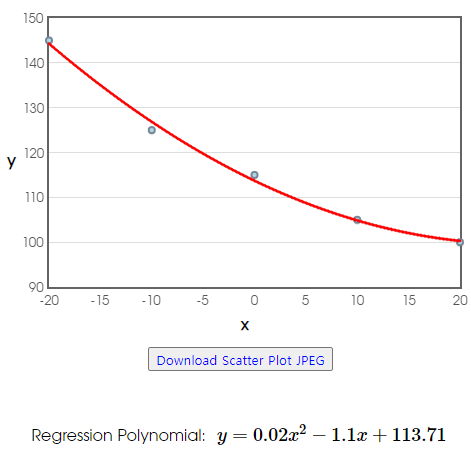 150
140
130
y 120
110
100
90
-20 -15 -10 -5 0 5 10 15 20
x
Download Scatter Plot JPEG
Regression Polynomial: y = 0.02x² − 1.1x + 113.71